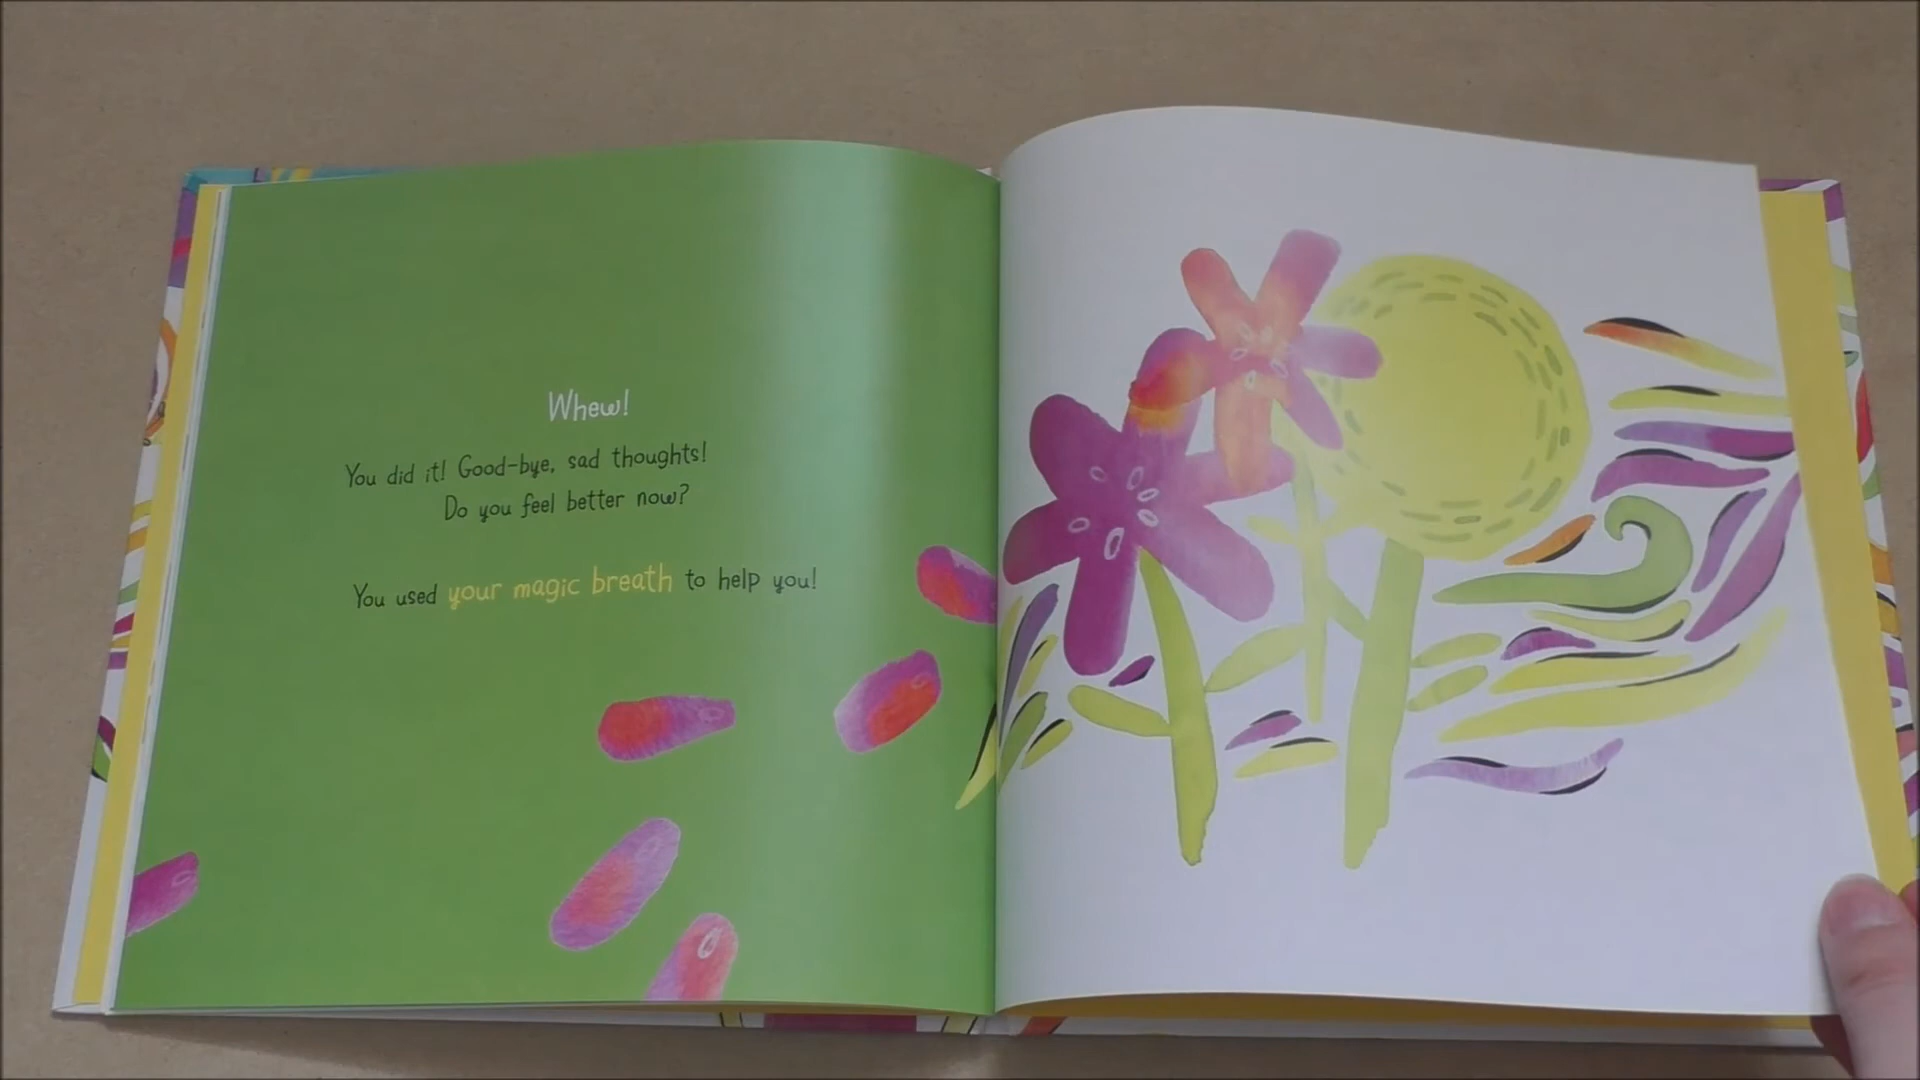 Whew!
You did it! Good-bye, sad thoughts!
Do you feel better now?
You used your magic breath to help you!